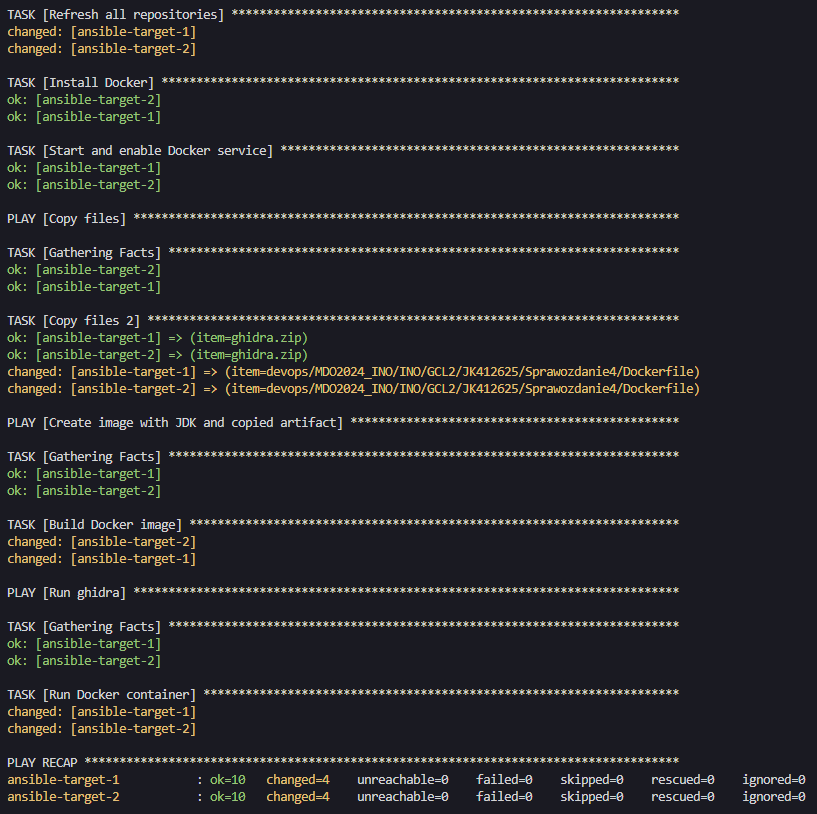 TASK [Refresh all repositories] ****************************************************************
changed: [ansible-target-1]
changed: [ansible-target-2]
TASK [Install Docker] **************************************************************************
ok: [ansible-target-2]
ok: [ansible-target-1]
TASK [Start and enable Docker service] *********************************************************
ok: [ansible-target-1]
ok: [ansible-target-2]
PLAY [Copy files] ******************************************************************************
TASK [Gathering Facts] *************************************************************************
ok: [ansible-target-2]
ok: [ansible-target-1]
TASK [Copy files 2] ****************************************************************************
ok: [ansible-target-1] => (item=ghidra.zip)
ok: [ansible-target-2] => (item=ghidra.zip)
changed: [ansible-target-1] => (item=devops/MDO2024_INO/INO/GCL2/JK412625/Sprawozdanie4/Dockerfile)
changed: [ansible-target-2] => (item=devops/MDO2024_INO/INO/GCL2/JK412625/Sprawozdanie4/Dockerfile)
PLAY [Create image with JDK and copied artifact] ***********************************************
TASK [Gathering Facts] *************************************************************************
ok: [ansible-target-1]
ok: [ansible-target-2]
TASK [Build Docker image] **********************************************************************
changed: [ansible-target-2]
changed: [ansible-target-1]
PLAY [Run ghidra] ******************************************************************************
TASK [Gathering Facts] *************************************************************************
ok: [ansible-target-1]
ok: [ansible-target-2]
TASK [Run Docker container] ********************************************************************
changed: [ansible-target-1]
changed: [ansible-target-2]
PLAY RECAP *************************************************************************************
ansible-target-1 : ok=10 changed=4 unreachable=0 failed=0 skipped=0 rescued=0 ignored=0
ansible-target-2 : ok=10 changed=4 unreachable=0 failed=0 skipped=0 rescued=0 ignored=0